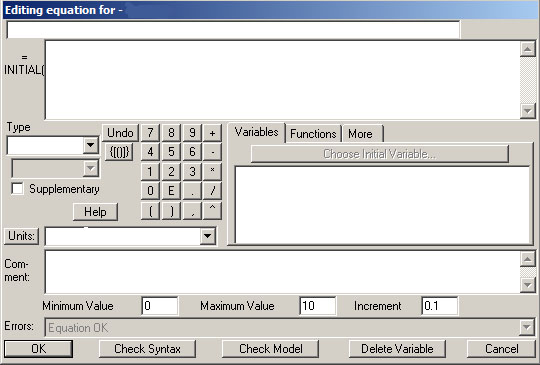 Editing equation for -
=
INITIAL(
Type
Undo 7 8 9 +
{[()]} 4 5 6 -
1 2 3 *
Supplementary 0 E . /
Help ( ) , ^
Variables Functions More
Choose Initial Variable...
Units:
Com-
ment:
Minimum Value 0 Maximum Value 10 Increment 0.1
Errors: Equation OK
OK Check Syntax Check Model Delete Variable Cancel